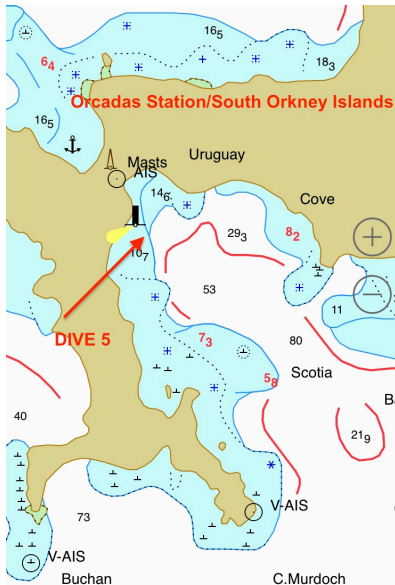 16₅
6₄
18₃
Orcadas Station/South Orkney Islands
16₅
Masts
Uruguay
AIS
14₆
Cove
29₃
8₂
10₇
53
11
DIVE 5
7₃
80
5₈
Scotia
Ba
40
21₉
73
V-AIS
V-AIS
Buchan
C.Murdoch